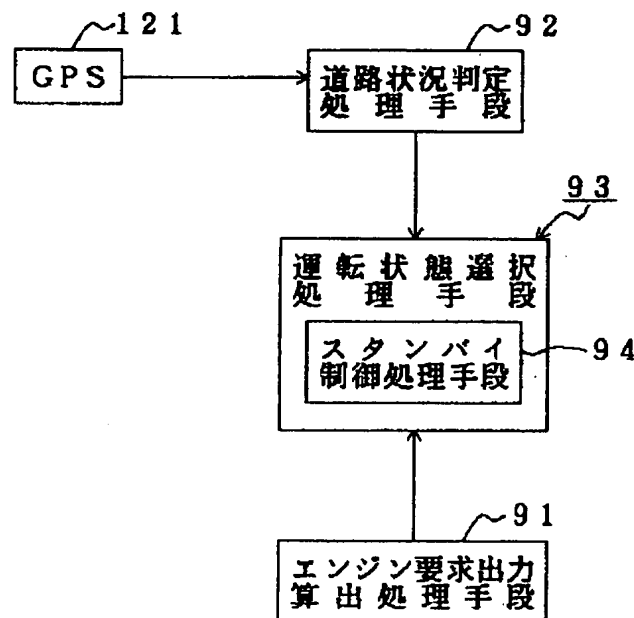 121
GPS
92
道路状況判定
処理手段
93
運転状態選択
処理手段
スタンバイ
制御処理手段
94
91
エンジン要求出力
算出処理手段